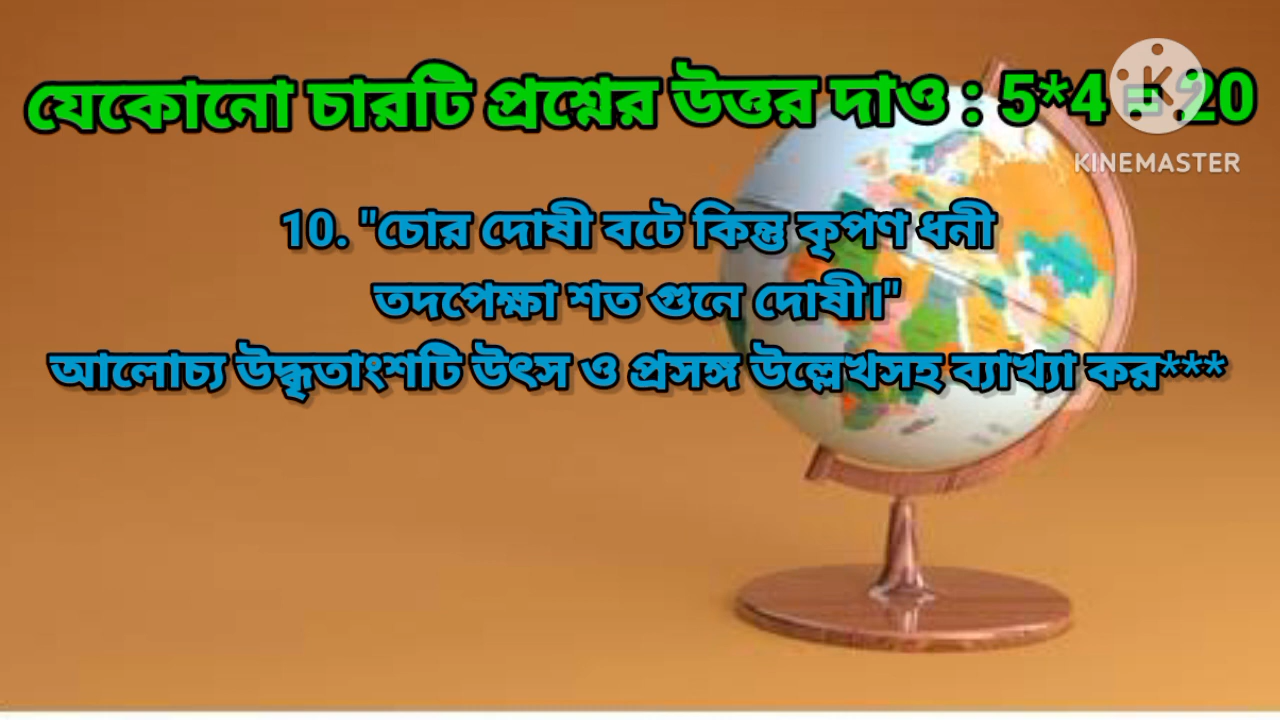 যেকোনো চারটি প্রশ্নের উত্তর দাও : 5*4 = 20
KINEMASTER
10. "চোর দোষী বটে কিন্তু কৃপণ ধনী
তদপেক্ষা শত গুনে দোষী।"
আলোচ্য উদ্ধৃতাংশটি উৎস ও প্রসঙ্গ উল্লেখসহ ব্যাখ্যা কর***